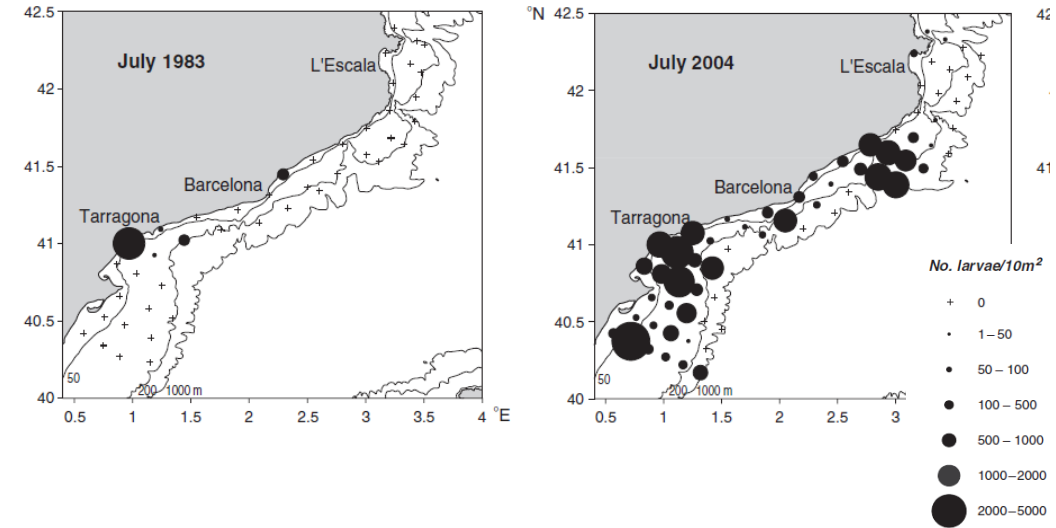 42.5
42
41.5
41
40.5
40
July 1983
L'Escala
Barcelona
Tarragona
50
200
1000 m
0.5 1 1.5 2 2.5 3 3.5 4 °E
°N
42.5
42
41.5
41
40.5
40
July 2004
L'Escala
Barcelona
Tarragona
50
200
1000 m
0.5 1 1.5 2 2.5 3
42
41
No. larvae/10m²
+ 0
1–50
50 – 100
100 – 500
500 – 1000
1000–2000
2000–5000